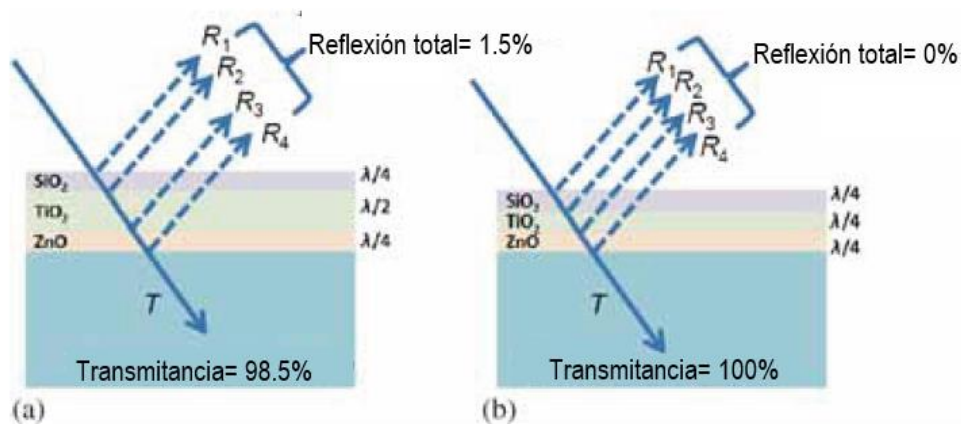 R1
R2
R3
R4
Reflexión total= 1.5%
SiO2
TiO2
ZnO
λ/4
λ/2
λ/4
T
Transmitancia= 98.5%
(a)
R1
R2
R3
R4
Reflexión total= 0%
SiO2
TiO2
ZnO
λ/4
λ/4
λ/4
T
Transmitancia= 100%
(b)